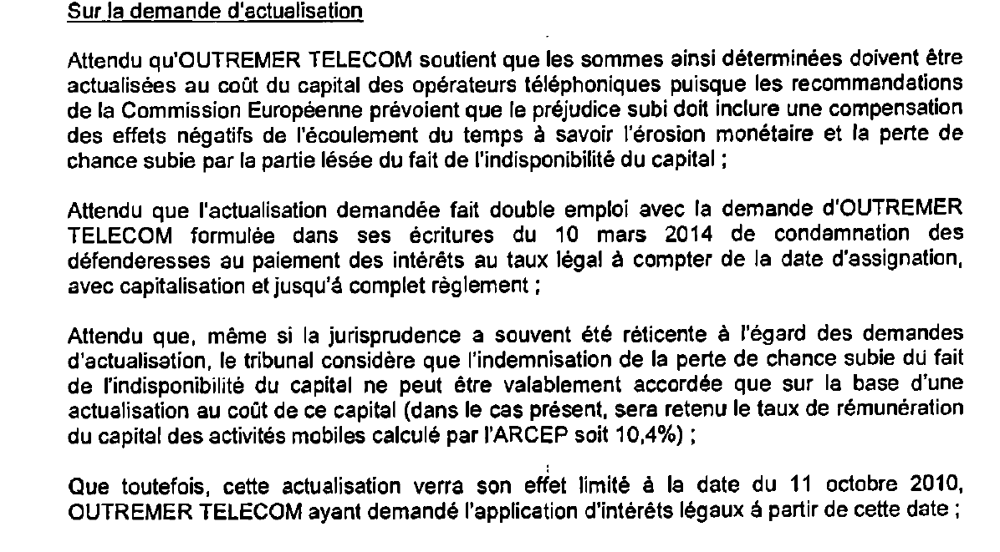 Sur la demande d'actualisation
Attendu qu'OUTREMER TELECOM soutient que les sommes ainsi déterminées doivent être
actualisées au coût du capital des opérateurs téléphoniques puisque les recommandations
de la Commission Européenne prévoient que le préjudice subi doit inclure une compensation
des effets négatifs de l'écoulement du temps à savoir l'érosion monétaire et la perte de
chance subie par la partie lésée du fait de l'indisponibilité du capital ;
Attendu que l'actualisation demandée fait double emploi avec la demande d'OUTREMER
TELECOM formulée dans ses écritures du 10 mars 2014 de condamnation des
défenderesses au paiement des intérêts au taux légal à compter de la date d'assignation,
avec capitalisation et jusqu'á complet règlement ;
Attendu que, même si la jurisprudence a souvent été réticente à l'égard des demandes
d'actualisation, le tribunal considère que l'indemnisation de la perte de chance subie du fait
de l'indisponibilité du capital ne peut être valablement accordée que sur la base d'une
actualisation au coût de ce capital (dans le cas présent, sera retenu le taux de rémunération
du capital des activités mobiles calculé par l'ARCEP soit 10,4%) ;
Que toutefois, cette actualisation verra son effet limité à la date du 11 octobre 2010,
OUTREMER TELECOM ayant demandé l'application d'intérêts légaux á partir de cette date ;